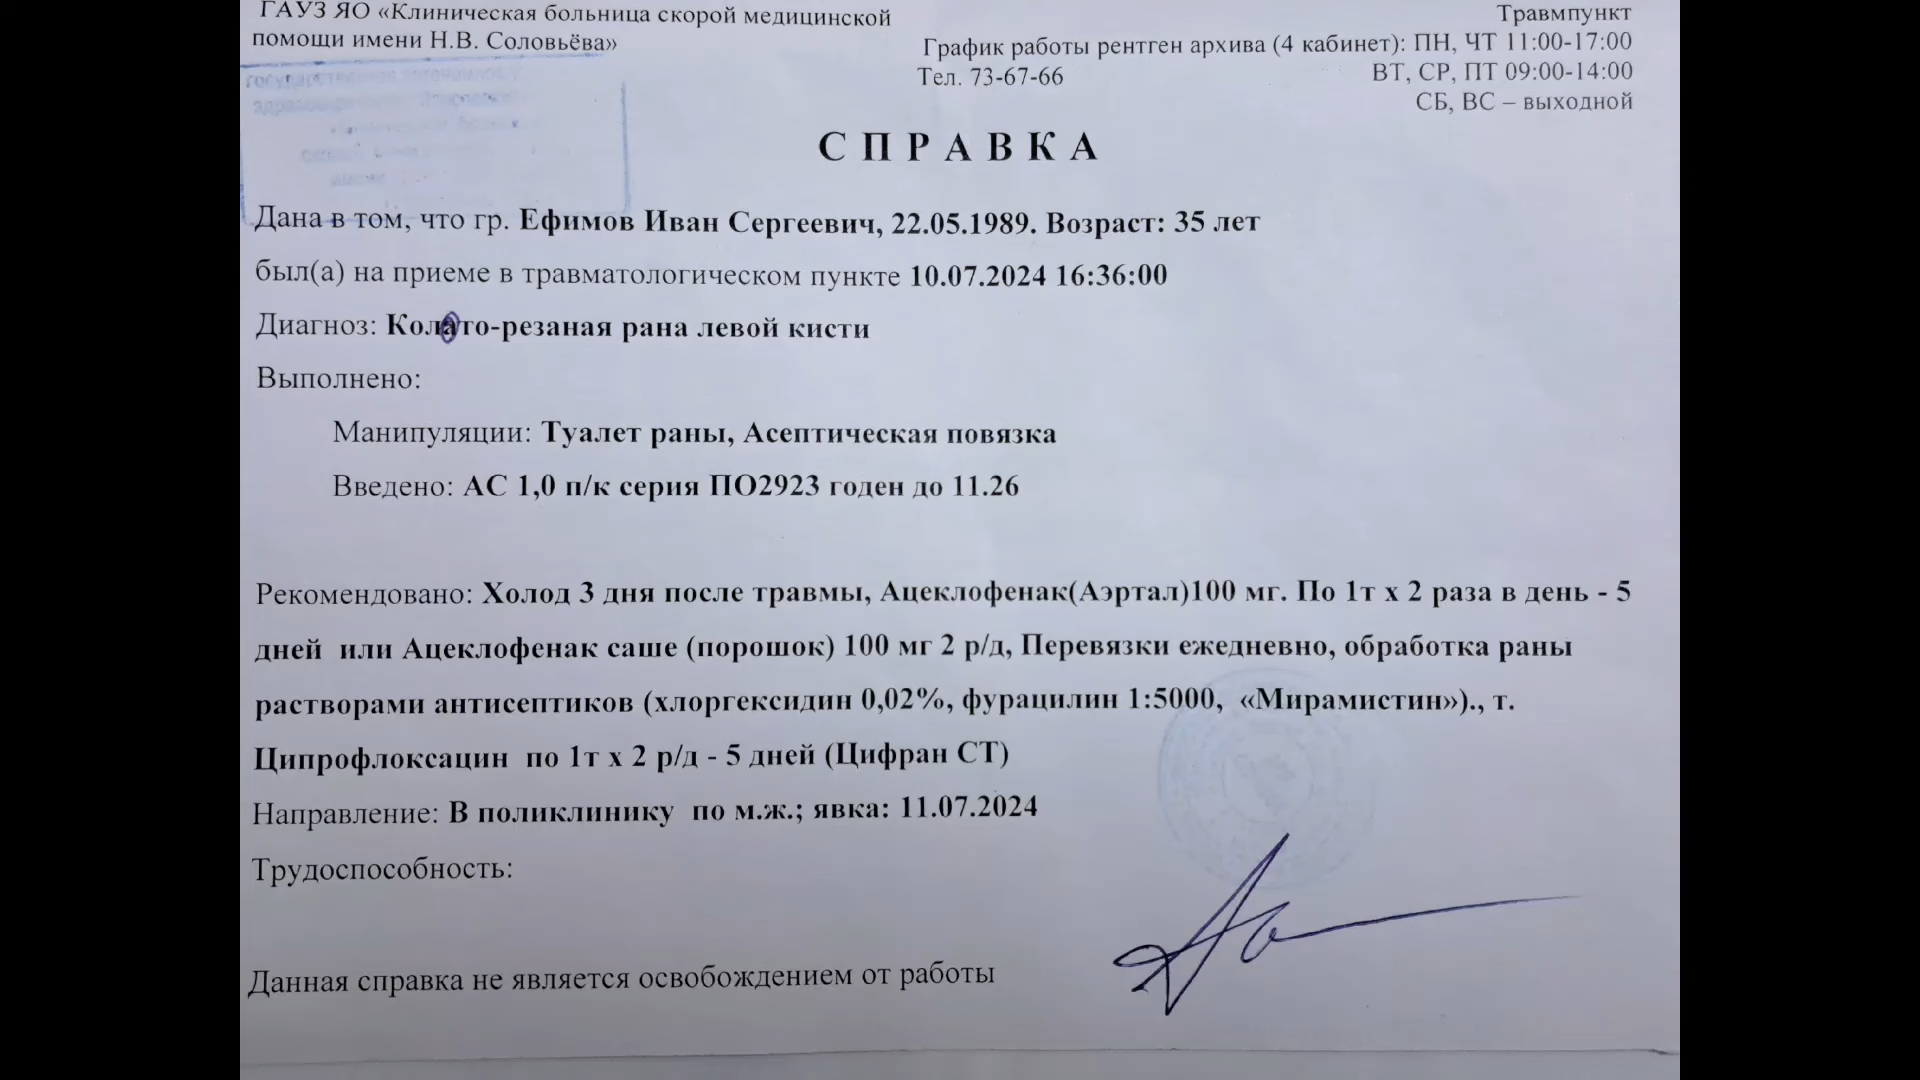 ГАУЗ ЯО «Клиническая больница скорой медицинской
помощи имени Н.В. Соловьёва»
Травмпункт
График работы рентген архива (4 кабинет): ПН, ЧТ 11:00-17:00
Тел. 73-67-66
ВТ, СР, ПТ 09:00-14:00
СБ, ВС – выходной
СПРАВКА
Дана в том, что гр. Ефимов Иван Сергеевич, 22.05.1989. Возраст: 35 лет
был(а) на приеме в травматологическом пункте 10.07.2024 16:36:00
Диагноз: Колото-резаная рана левой кисти
Выполнено:
Манипуляции: Туалет раны, Асептическая повязка
Введено: АС 1,0 п/к серия ПО2923 годен до 11.26
Рекомендовано: Холод 3 дня после травмы, Ацеклофенак(Аэртал)100 мг. По 1т х 2 раза в день - 5
дней или Ацеклофенак саше (порошок) 100 мг 2 р/д, Перевязки ежедневно, обработка раны
растворами антисептиков (хлоргексидин 0,02%, фурацилин 1:5000, «Мирамистин»)., т.
Ципрофлоксацин по 1т х 2 р/д - 5 дней (Цифран СТ)
Направление: В поликлинику по м.ж.; явка: 11.07.2024
Трудоспособность:
Данная справка не является освобождением от работы